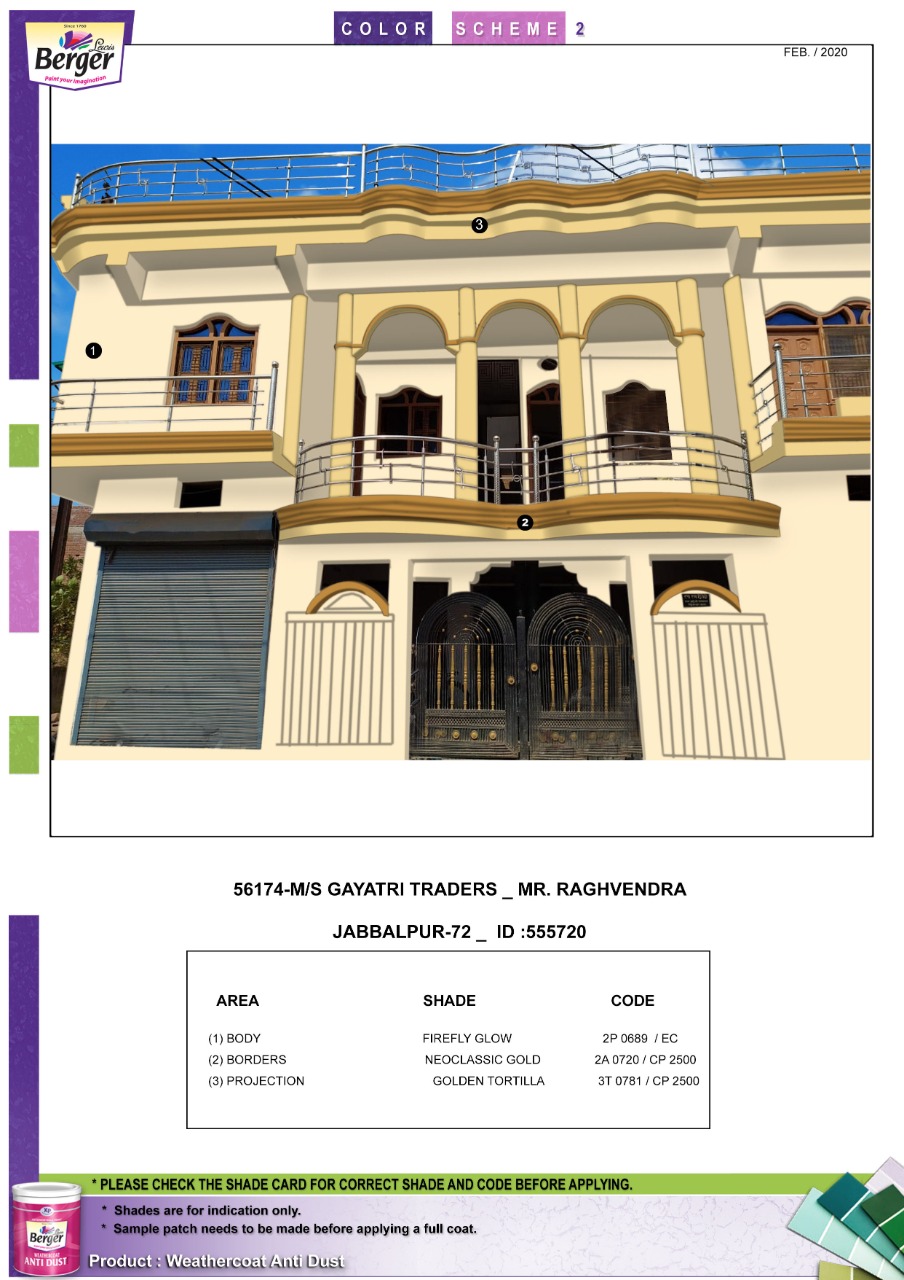 COLOR SCHEME 2
FEB. / 2020
Since 1760
Lewis
Berger
Paint your imagination
3
1
2
56174-M/S GAYATRI TRADERS _ MR. RAGHVENDRA
JABBALPUR-72 _ ID :555720
AREA SHADE CODE
(1) BODY FIREFLY GLOW 2P 0689 / EC
(2) BORDERS NEOCLASSIC GOLD 2A 0720 / CP 2500
(3) PROJECTION GOLDEN TORTILLA 3T 0781 / CP 2500
* PLEASE CHECK THE SHADE CARD FOR CORRECT SHADE AND CODE BEFORE APPLYING.
* Shades are for indication only.
* Sample patch needs to be made before applying a full coat.
Product : Weathercoat Anti Dust
XP
Berger
WEATHERCOAT
ANTI DUST